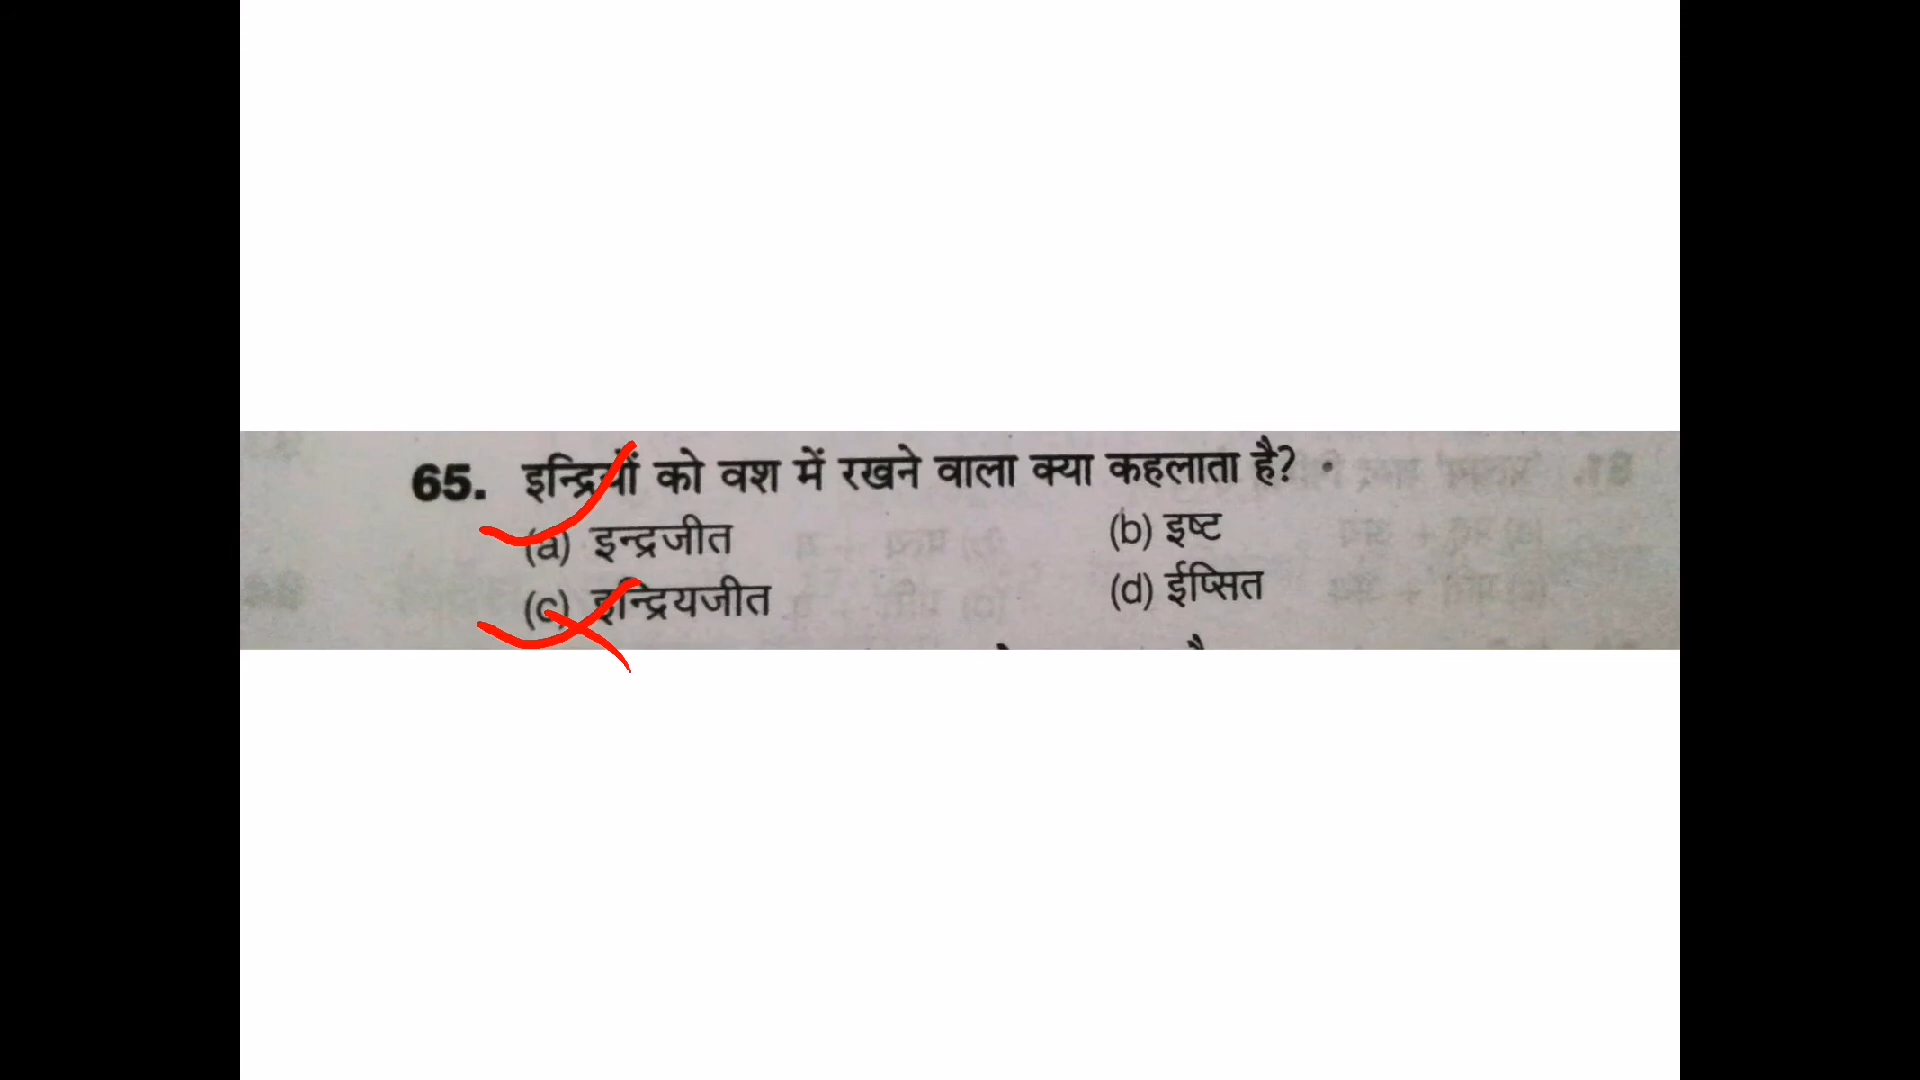 65. इन्द्रियों को वश में रखने वाला क्या कहलाता है?
(a) इन्द्रजीत (b) इष्ट
(c) इन्द्रियजीत (d) ईप्सित